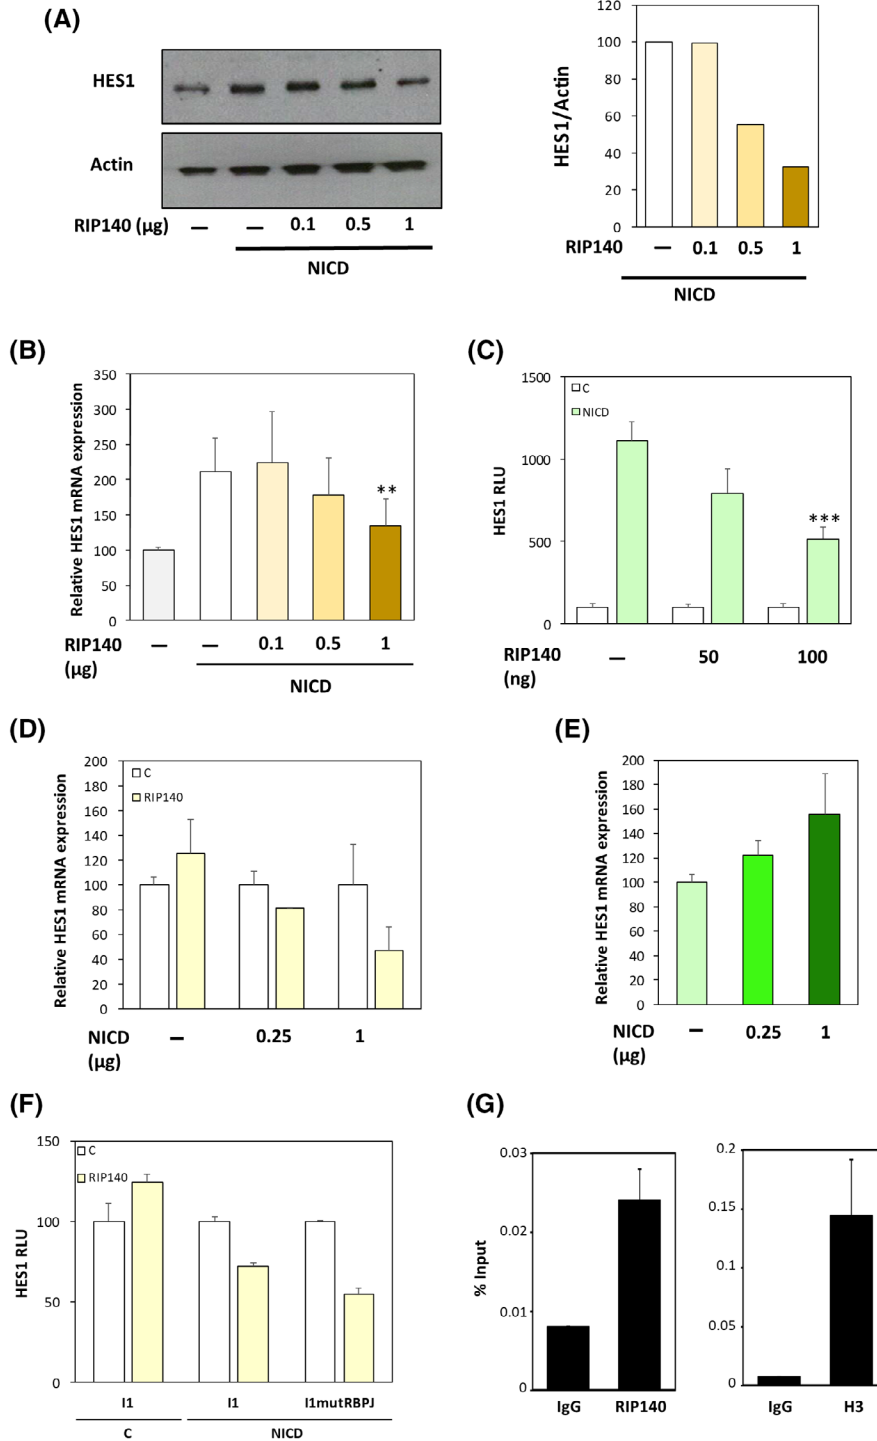 (A)
HES1
Actin
RIP140 (µg) — — 0.1 0.5 1
NICD
HES1/Actin
120
100
80
60
40
20
0
RIP140 — 0.1 0.5 1
NICD
(B)
Relative HES1 mRNA expression
350
300
250
200
150
100
50
0
**
RIP140 — — 0.1 0.5 1
(µg)
NICD
(C)
HES1 RLU
1500
1000
500
0
C
NICD
***
RIP140 — 50 100
(ng)
(D)
Relative HES1 mRNA expression
200
180
160
140
120
100
80
60
40
20
0
C
RIP140
NICD — 0.25 1
(µg)
(E)
Relative HES1 mRNA expression
200
180
160
140
120
100
80
60
40
20
0
NICD — 0.25 1
(µg)
(F)
HES1 RLU
150
100
50
0
C
RIP140
I1 I1 I1mutRBPJ
C NICD
(G)
% Input
0.03
0.02
0.01
0
IgG RIP140
0.2
0.15
0.1
0.05
0
IgG H3